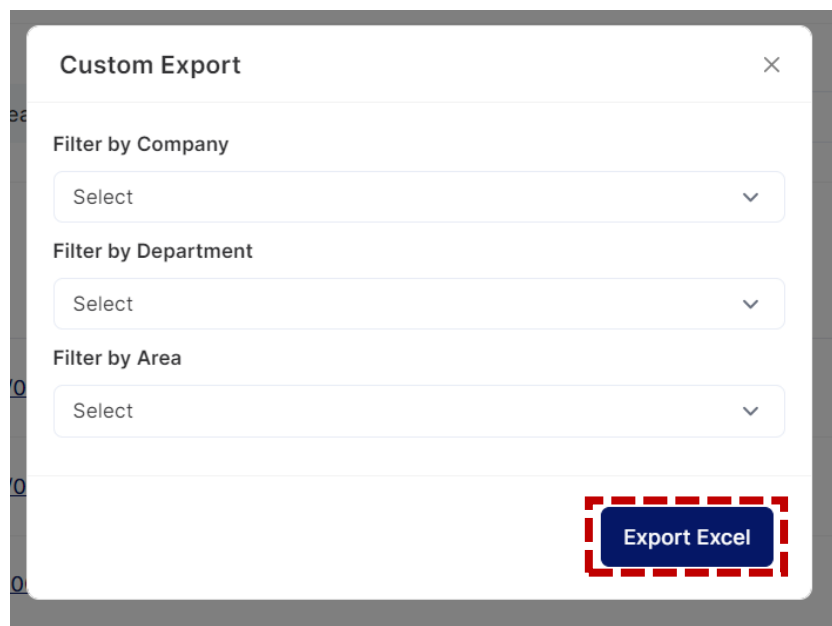 Custom Export
Filter by Company
Select
Filter by Department
Select
Filter by Area
Select
Export Excel